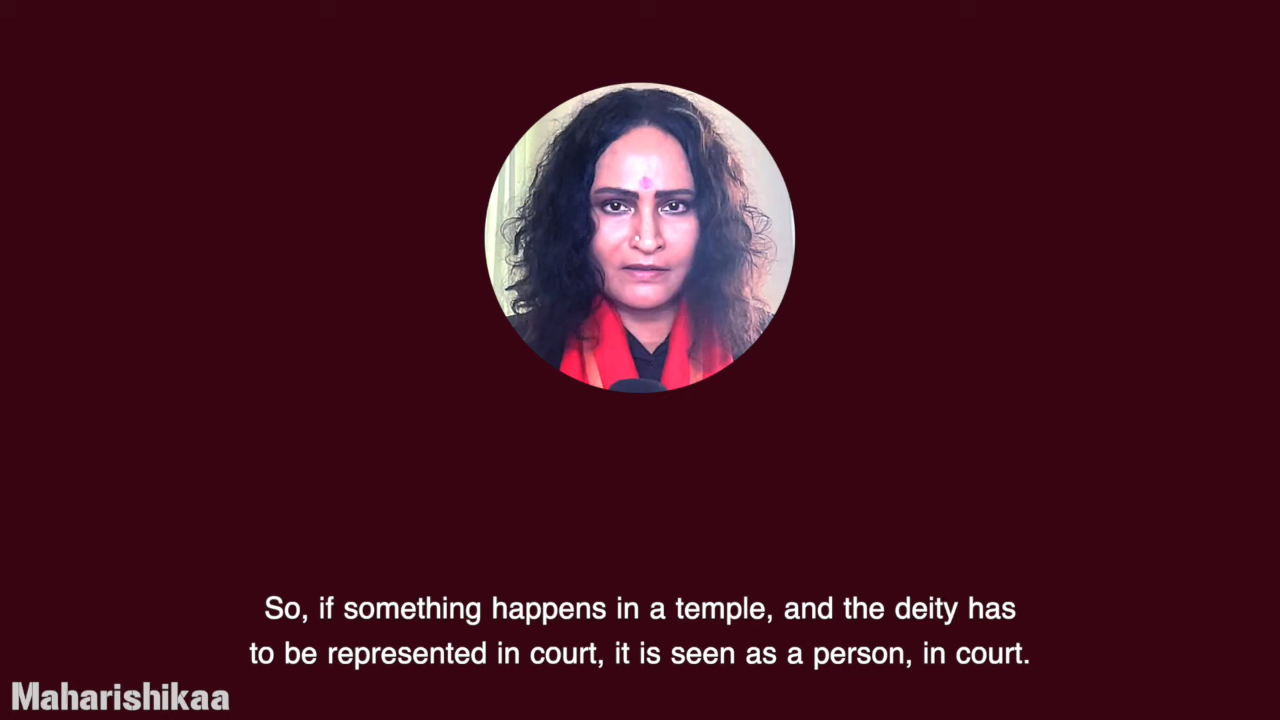 So, if something happens in a temple, and the deity has
to be represented in court, it is seen as a person, in court.
Maharishikaa